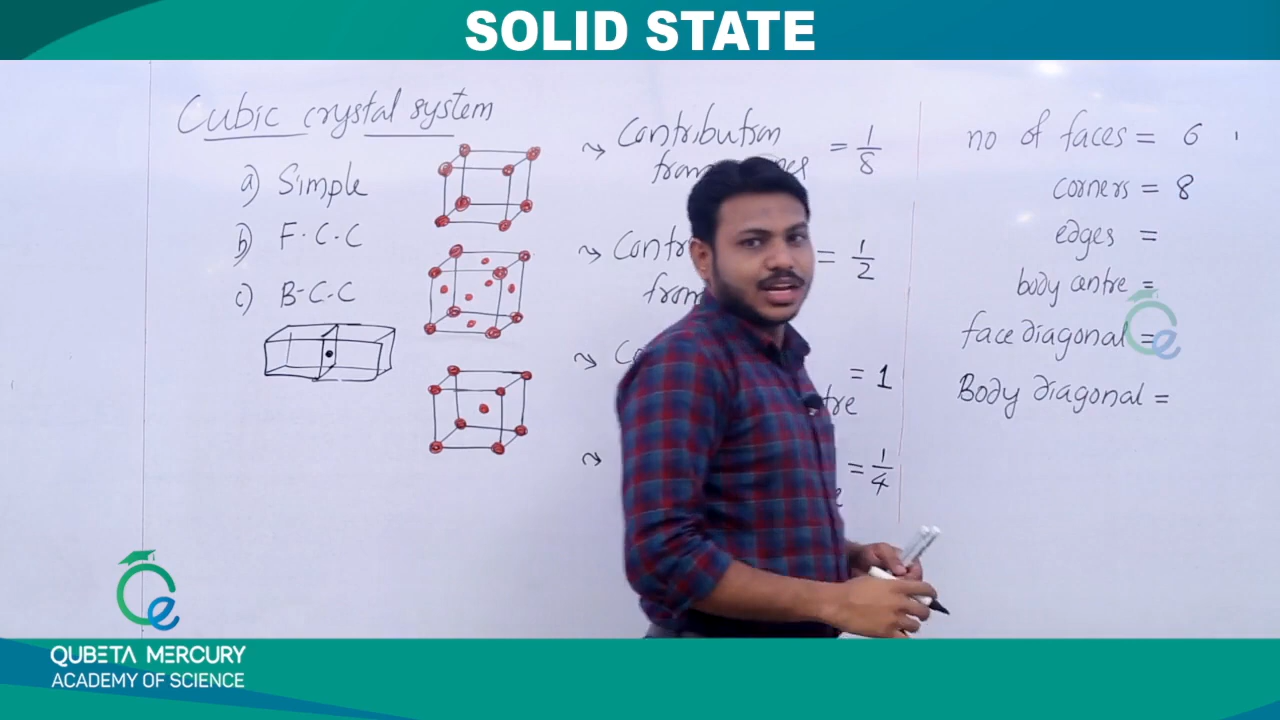 SOLID STATE
Cubic crystal system
a) Simple
b) F.C.C
c) B-C-C
Contribution
= 1/8
= 1/2
= 1
= 1/4
no of faces = 6
corners = 8
edges =
body centre =
face diagonal =
Body diagonal =
QUBETA MERCURY
ACADEMY OF SCIENCE